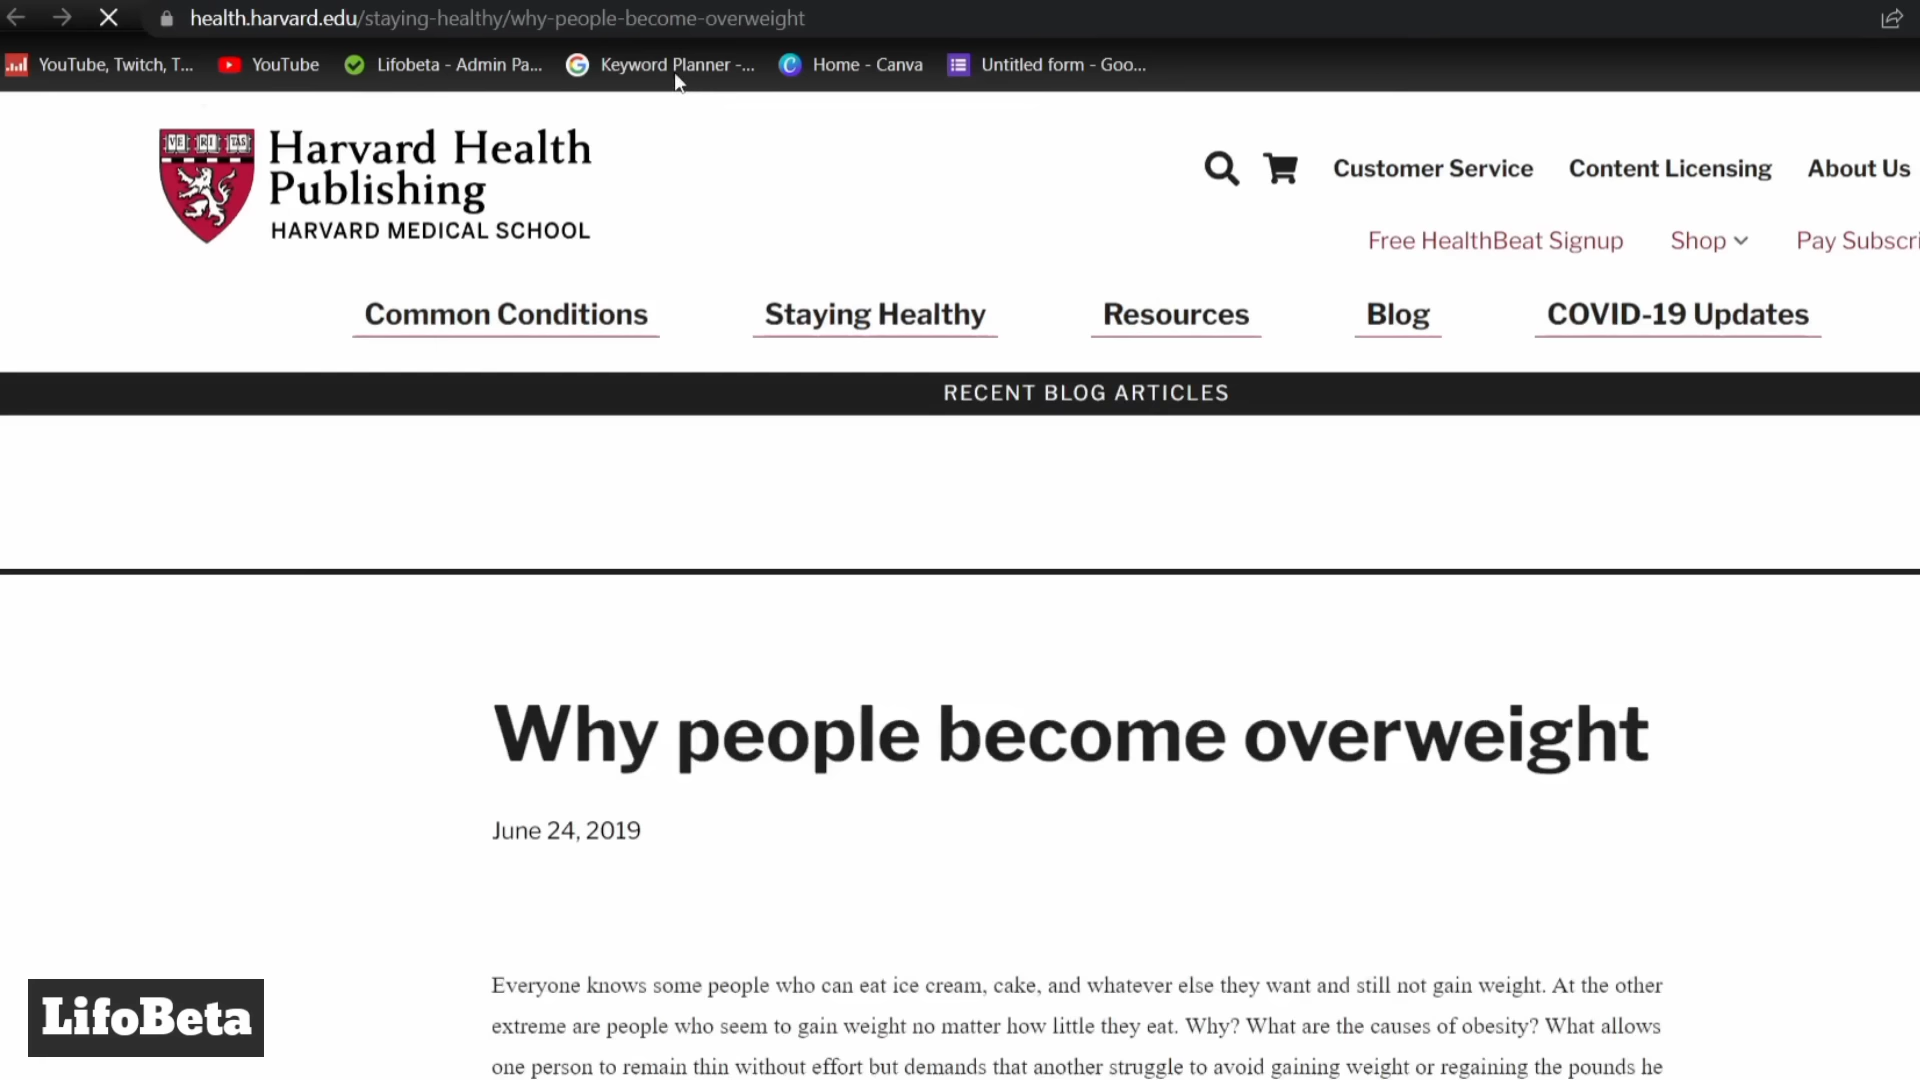 health.harvard.edu/staying-healthy/why-people-become-overweight
YouTube, Twitch, T... YouTube Lifobeta - Admin Pa... Keyword Planner -... Home - Canva Untitled form - Goo...
VE RI TAS
Harvard Health
Publishing
HARVARD MEDICAL SCHOOL
Customer Service Content Licensing About Us
Free HealthBeat Signup Shop Pay Subscri
Common Conditions Staying Healthy Resources Blog COVID-19 Updates
RECENT BLOG ARTICLES
Why people become overweight
June 24, 2019
Everyone knows some people who can eat ice cream, cake, and whatever else they want and still not gain weight. At the other
extreme are people who seem to gain weight no matter how little they eat. Why? What are the causes of obesity? What allows
one person to remain thin without effort but demands that another struggle to avoid gaining weight or regaining the pounds he
LifoBeta